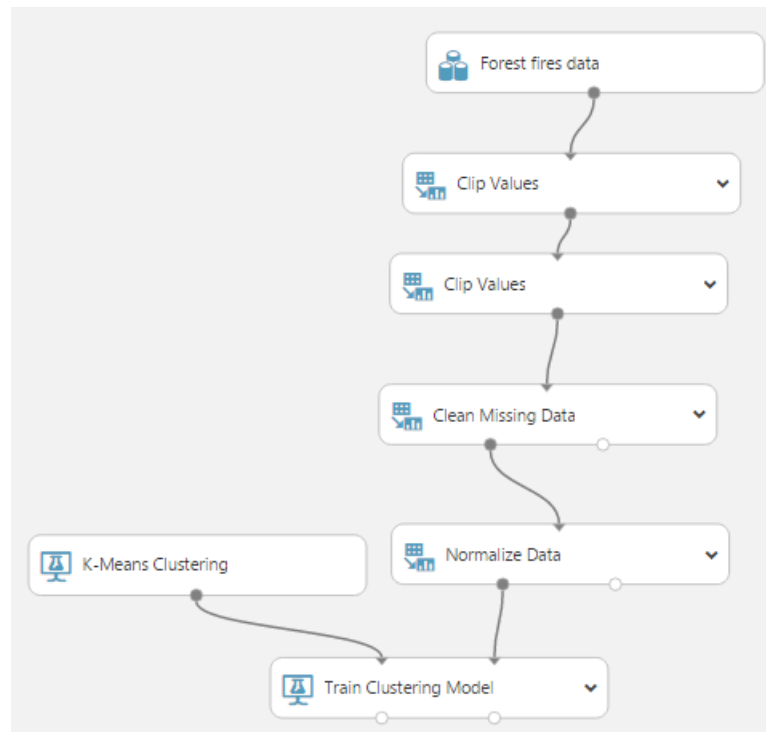 Forest fires data
Clip Values
Clip Values
Clean Missing Data
Normalize Data
K-Means Clustering
Train Clustering Model